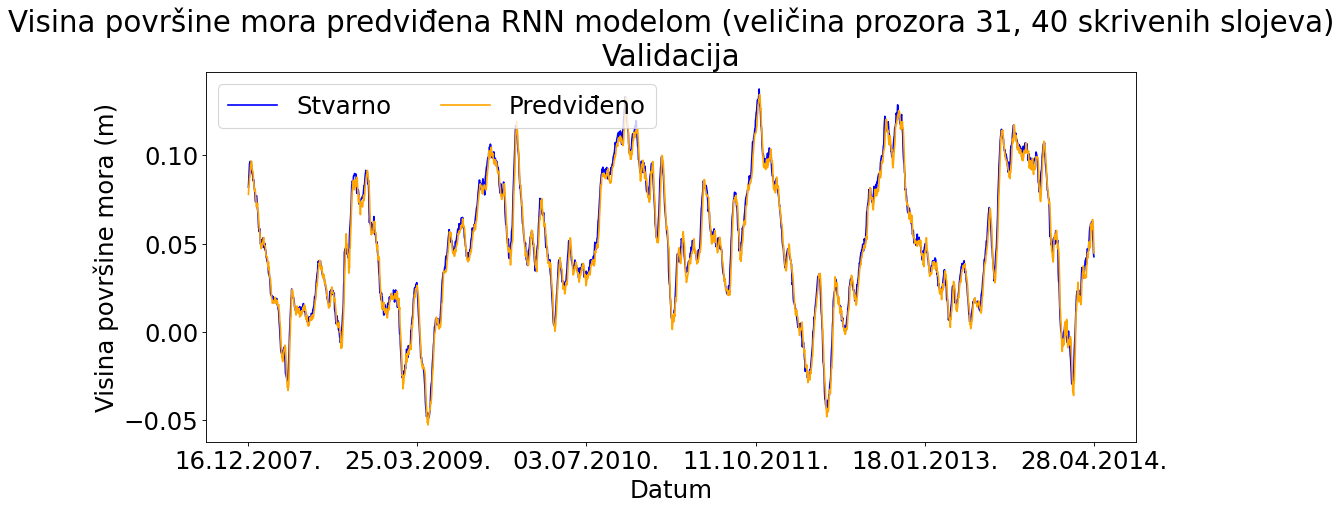 Visina površine mora predviđena RNN modelom (veličina prozora 31, 40 skrivenih slojeva)
Validacija
Stvarno Predviđeno
Visina površine mora (m)
0.10
0.05
0.00
−0.05
16.12.2007. 25.03.2009. 03.07.2010. 11.10.2011. 18.01.2013. 28.04.2014.
Datum